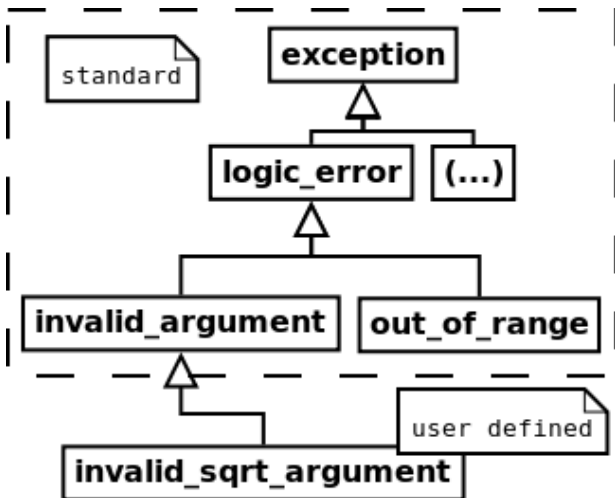 exception
standard
logic_error
(...)
invalid_argument
out_of_range
user defined
invalid_sqrt_argument